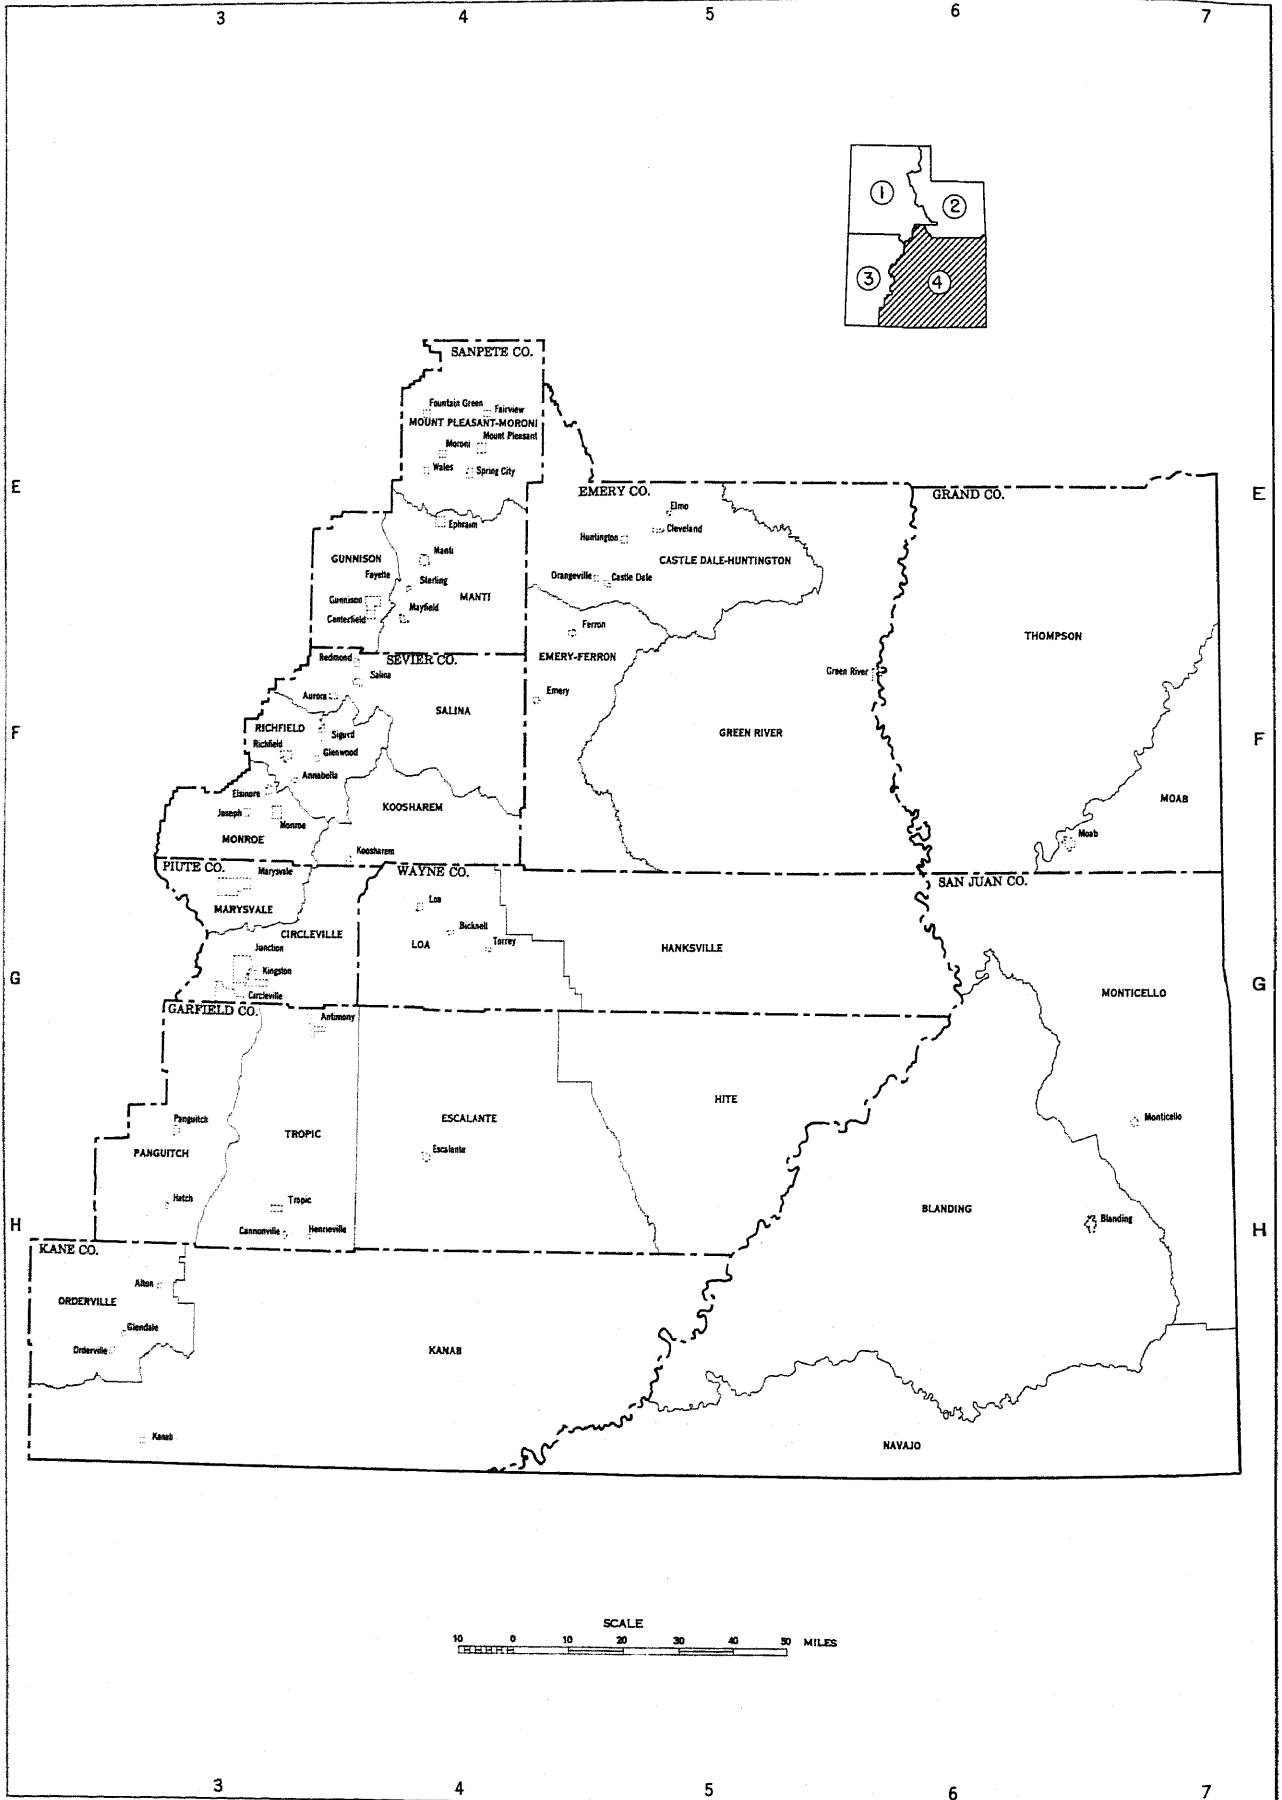 3 4 5 6 7
1
2
3
4
SANPETE CO.
Fountain Green
Fairview
MOUNT PLEASANT-MORONI
Mount Pleasant
Moroni
Wales
Spring City
E E
EMERY CO.
GRAND CO.
Elmo
Cleveland
Huntington
CASTLE DALE-HUNTINGTON
Orangeville
Castle Dale
Ephraim
GUNNISON
Manti
Fayette
Sterling
MANTI
Gunnison
Mayfield
Centerfield
Ferron
THOMPSON
EMERY-FERRON
Redmond
SEVIER CO.
Salina
Green River
Aurora
Emery
SALINA
RICHFIELD
Sigurd
GREEN RIVER
F F
Richfield
Glenwood
Annabella
Elsinore
KOOSHAREM
MOAB
Joseph
Monroe
MONROE
Moab
Koosharem
PIUTE CO.
Marysvale
WAYNE CO.
SAN JUAN CO.
MARYSVALE
Loa
CIRCLEVILLE
Bicknell
LOA
Torrey
HANKSVILLE
Junction
Kingston
G G
Circleville
MONTICELLO
GARFIELD CO.
Antimony
HITE
Panguitch
ESCALANTE
Monticello
TROPIC
PANGUITCH
Escalante
Hatch
Tropic
BLANDING
Blanding
H H
Cannonville
Henrieville
KANE CO.
Alton
ORDERVILLE
Glendale
Orderville
KANAB
Kanab
NAVAJO
SCALE
10 0 10 20 30 40 50 MILES
3 4 5 6 7